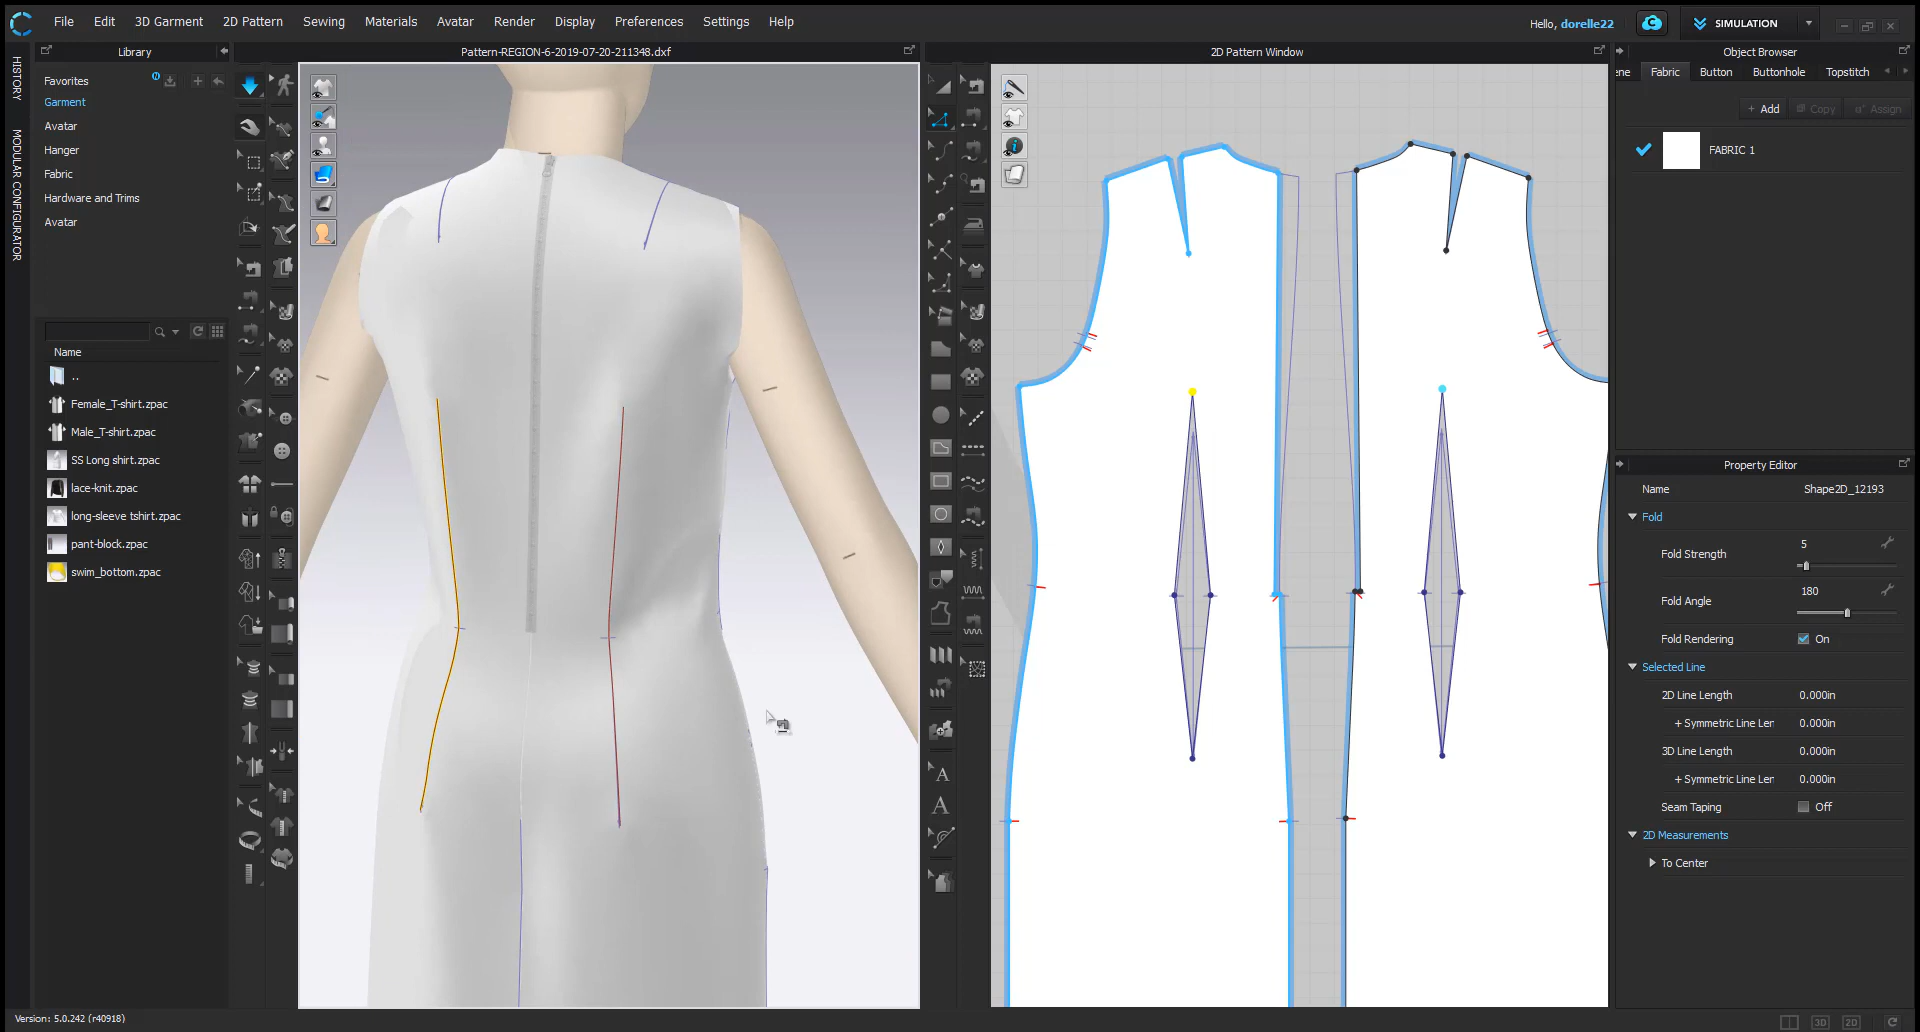 File Edit 3D Garment 2D Pattern Sewing Materials Avatar Render Display Preferences Settings Help
Hello, dorelle22
SIMULATION
Library
Pattern-REGION-6-2019-07-20-211348.dxf
2D Pattern Window
Object Browser
HISTORY
MODULAR CONFIGURATOR
Favorites
Garment
Avatar
Hanger
Fabric
Hardware and Trims
Avatar
Name
..
Female_T-shirt.zpac
Male_T-shirt.zpac
SS Long shirt.zpac
lace-knit.zpac
long-sleeve tshirt.zpac
pant-block.zpac
swim_bottom.zpac
ene Fabric Button Buttonhole Topstitch
+ Add Copy Assign
FABRIC 1
Property Editor
Name Shape2D_12193
Fold
Fold Strength 5
Fold Angle 180
Fold Rendering On
Selected Line
2D Line Length 0.000in
+ Symmetric Line Ler 0.000in
3D Line Length 0.000in
+ Symmetric Line Ler 0.000in
Seam Taping Off
2D Measurements
To Center
Version: 5.0.242 (r40918)
3D 2D